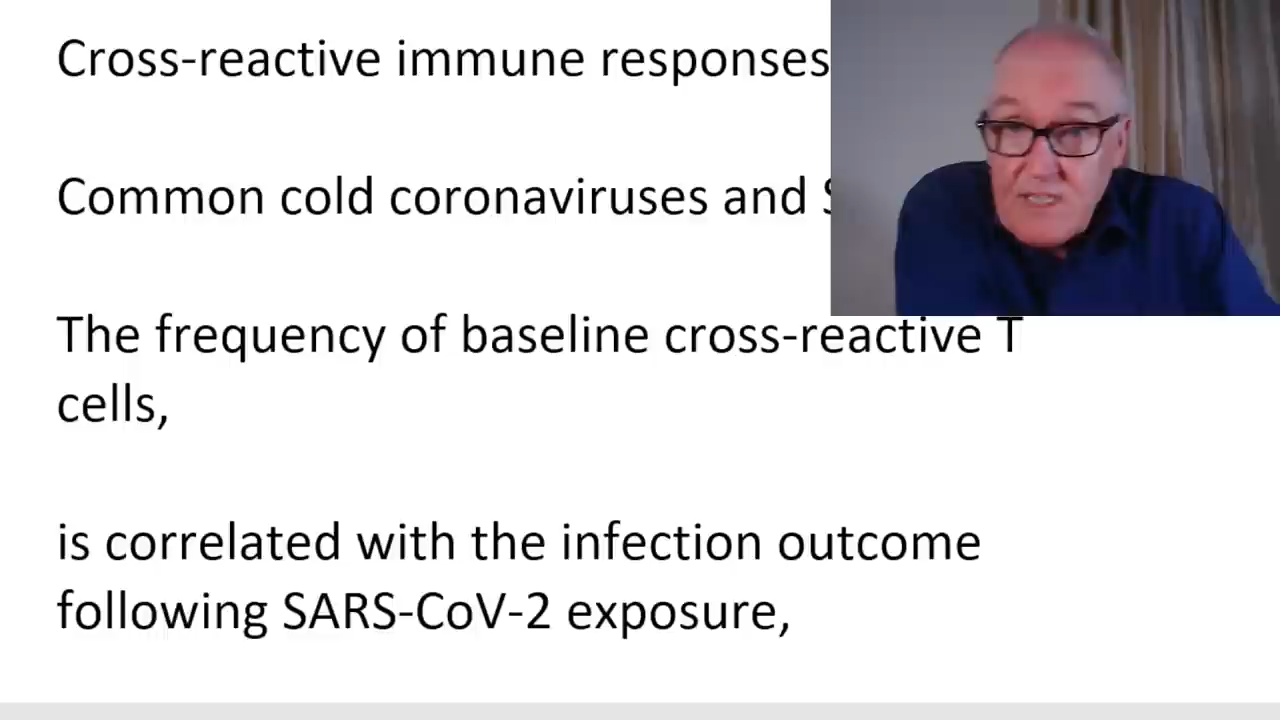 Cross-reactive immune responses
Common cold coronaviruses and
The frequency of baseline cross-reactive T
cells,
is correlated with the infection outcome
following SARS-CoV-2 exposure,